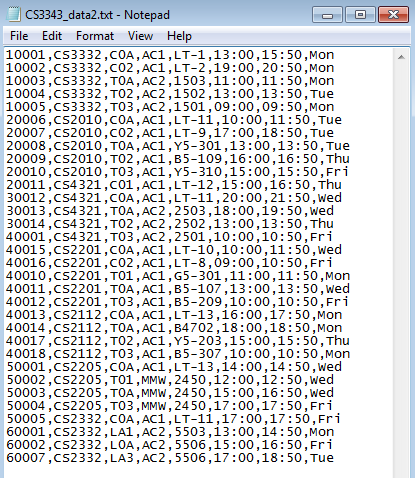 CS3343_data2.txt - Notepad
File Edit Format View Help
10001,CS3332,C0A,AC1,LT-1,13:00,15:50,Mon
10002,CS3332,C02,AC1,LT-2,19:00,20:50,Mon
10003,CS3332,T0A,AC2,1503,11:00,11:50,Mon
10004,CS3332,T02,AC2,1502,13:00,13:50,Tue
10005,CS3332,T03,AC2,1501,09:00,09:50,Mon
20006,CS2010,C0A,AC1,LT-11,10:00,11:50,Tue
20007,CS2010,C02,AC1,LT-9,17:00,18:50,Tue
20008,CS2010,T0A,AC1,Y5-301,13:00,13:50,Tue
20009,CS2010,T02,AC1,B5-109,16:00,16:50,Thu
20010,CS2010,T03,AC1,Y5-310,15:00,15:50,Fri
20011,CS4321,C01,AC1,LT-12,15:00,16:50,Thu
30012,CS4321,C0A,AC1,LT-11,20:00,21:50,Wed
30013,CS4321,T0A,AC2,2503,18:00,19:50,Wed
30014,CS4321,T02,AC2,2502,13:00,13:50,Thu
30001,CS4321,T03,AC2,2501,10:00,10:50,Fri
40015,CS2201,C0A,AC1,LT-10,10:00,11:50,Wed
40016,CS2201,C02,AC1,LT-8,09:00,10:50,Fri
40010,CS2201,T01,AC1,G5-301,11:00,11:50,Mon
40011,CS2201,T0A,AC1,B5-107,13:00,13:50,Wed
40012,CS2201,T03,AC1,B5-209,10:00,10:50,Fri
40013,CS2112,C0A,AC1,LT-13,16:00,17:50,Mon
40014,CS2112,T0A,AC1,B4702,18:00,18:50,Mon
40017,CS2112,T02,AC1,Y5-203,15:00,15:50,Thu
40018,CS2112,T03,AC1,B5-307,10:00,10:50,Mon
50001,CS2205,C0A,AC1,LT-13,14:00,14:50,Wed
50002,CS2205,T01,MMW,2450,12:00,12:50,Wed
50003,CS2205,T0A,MMW,2450,15:00,16:50,Wed
50004,CS2205,T03,MMW,2450,17:00,17:50,Fri
50005,CS2332,C0A,AC1,LT-11,17:00,17:50,Fri
60001,CS2332,LA1,AC2,5503,13:00,14:50,Mon
60002,CS2332,L0A,AC2,5506,15:00,16:50,Fri
60007,CS2332,LA3,AC2,5506,17:00,18:50,Tue